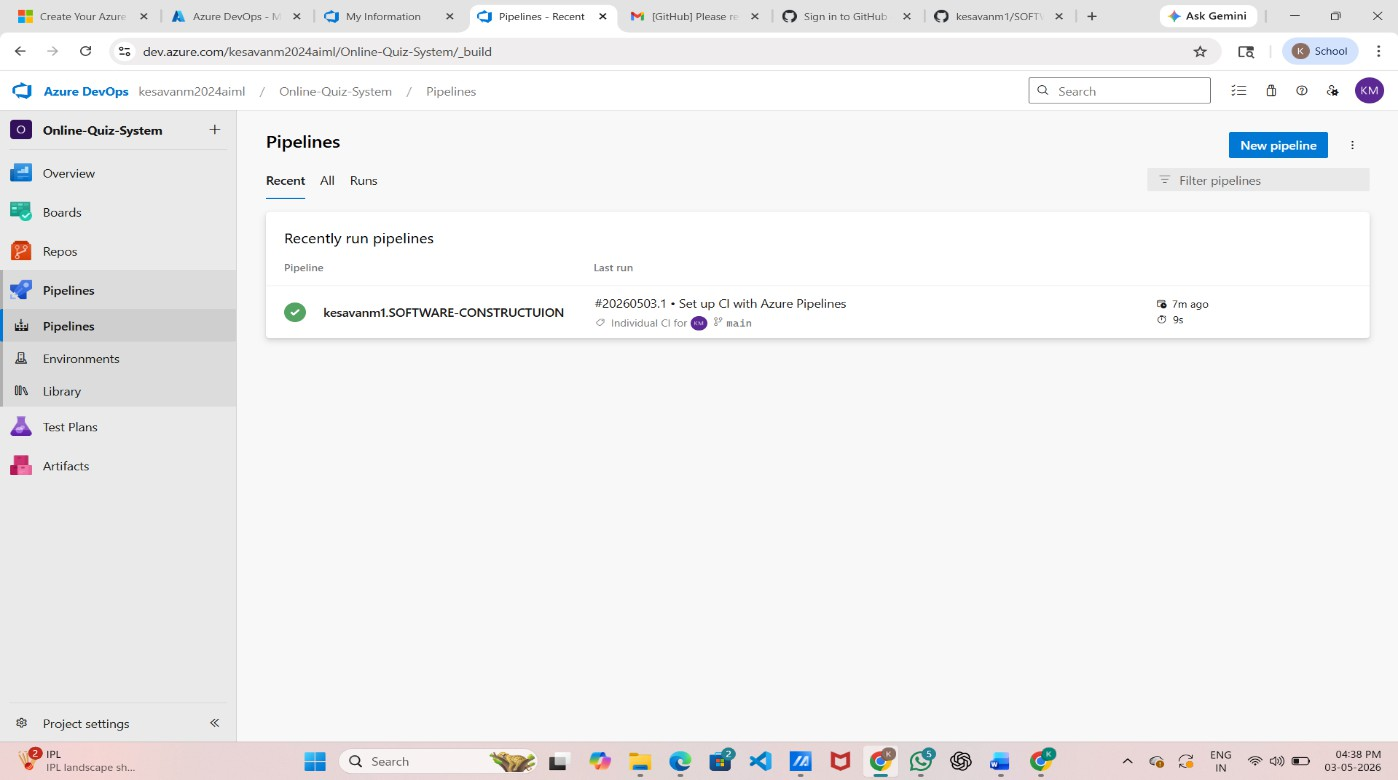 Create Your Azure
Azure DevOps - M
My Information
Pipelines - Recent
[GitHub] Please re
Sign in to GitHub
kesavanm1/SOFTW
Ask Gemini
dev.azure.com/kesavanm2024aiml/Online-Quiz-System/_build
K
School
Azure DevOps kesavanm2024aiml / Online-Quiz-System / Pipelines
Search
KM
O Online-Quiz-System +
Overview
Boards
Repos
Pipelines
Pipelines
Environments
Library
Test Plans
Artifacts
Project settings
Pipelines
New pipeline
Recent All Runs
Filter pipelines
Recently run pipelines
Pipeline Last run
kesavanm1.SOFTWARE-CONSTRUCTUION
#20260503.1 • Set up CI with Azure Pipelines
Individual CI for KM main
7m ago
9s
2
IPL
IPL landscape sh...
Search
2
K
5
K
ENG
IN
04:38 PM
03-05-2026